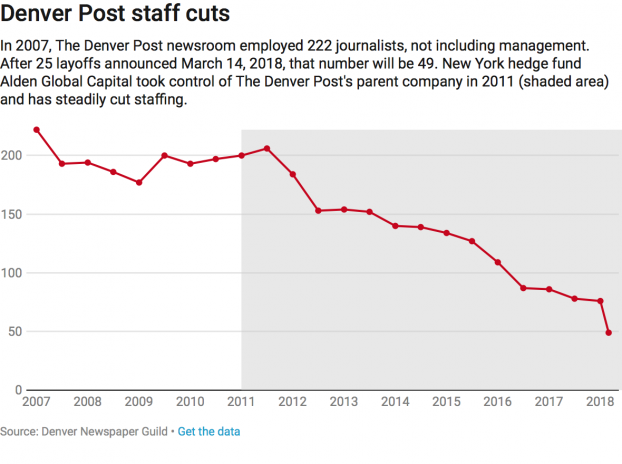 Denver Post staff cuts
In 2007, The Denver Post newsroom employed 222 journalists, not including management.
After 25 layoffs announced March 14, 2018, that number will be 49. New York hedge fund
Alden Global Capital took control of The Denver Post's parent company in 2011 (shaded area)
and has steadily cut staffing.
200
150
100
50
0
2007 2008 2009 2010 2011 2012 2013 2014 2015 2016 2017 2018
Source: Denver Newspaper Guild • Get the data